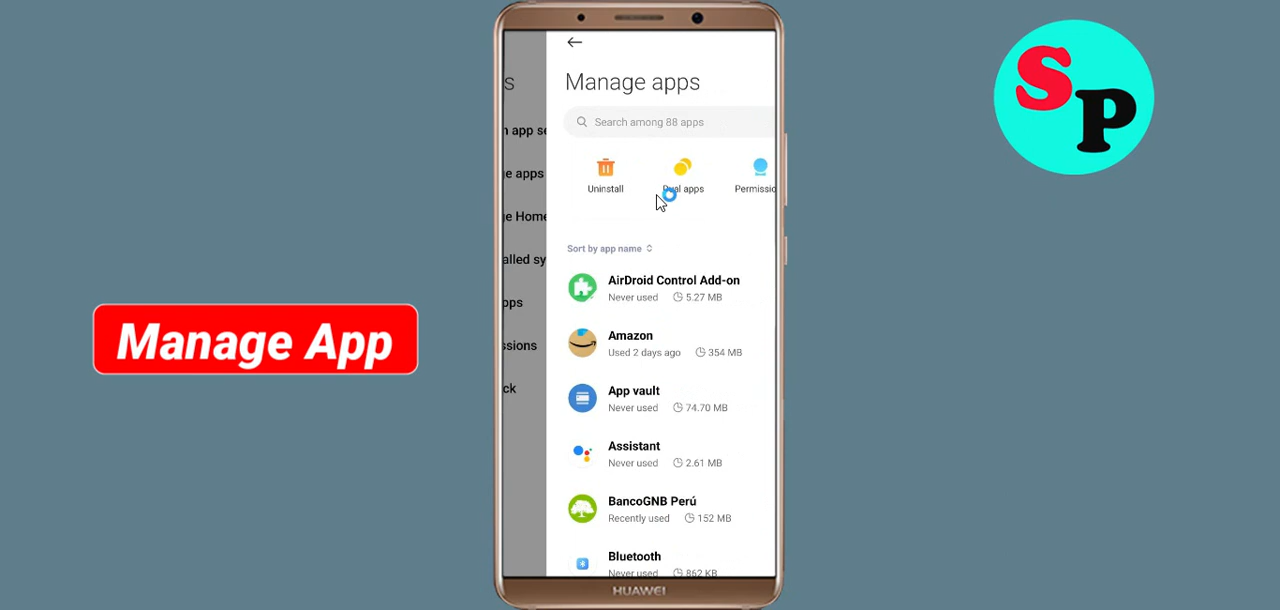 Manage apps
Search among 88 apps
Uninstall
Dual apps
Permissio
Sort by app name
AirDroid Control Add-on
Never used 5.27 MB
Amazon
Used 2 days ago 354 MB
App vault
Never used 74.70 MB
Assistant
Never used 2.61 MB
BancoGNB Perú
Recently used 152 MB
Bluetooth
Never used 862 KB
s
n app se
ge apps
ge Home
alled sy
pps
ssions
ck
HUAWEI
Manage App
SP